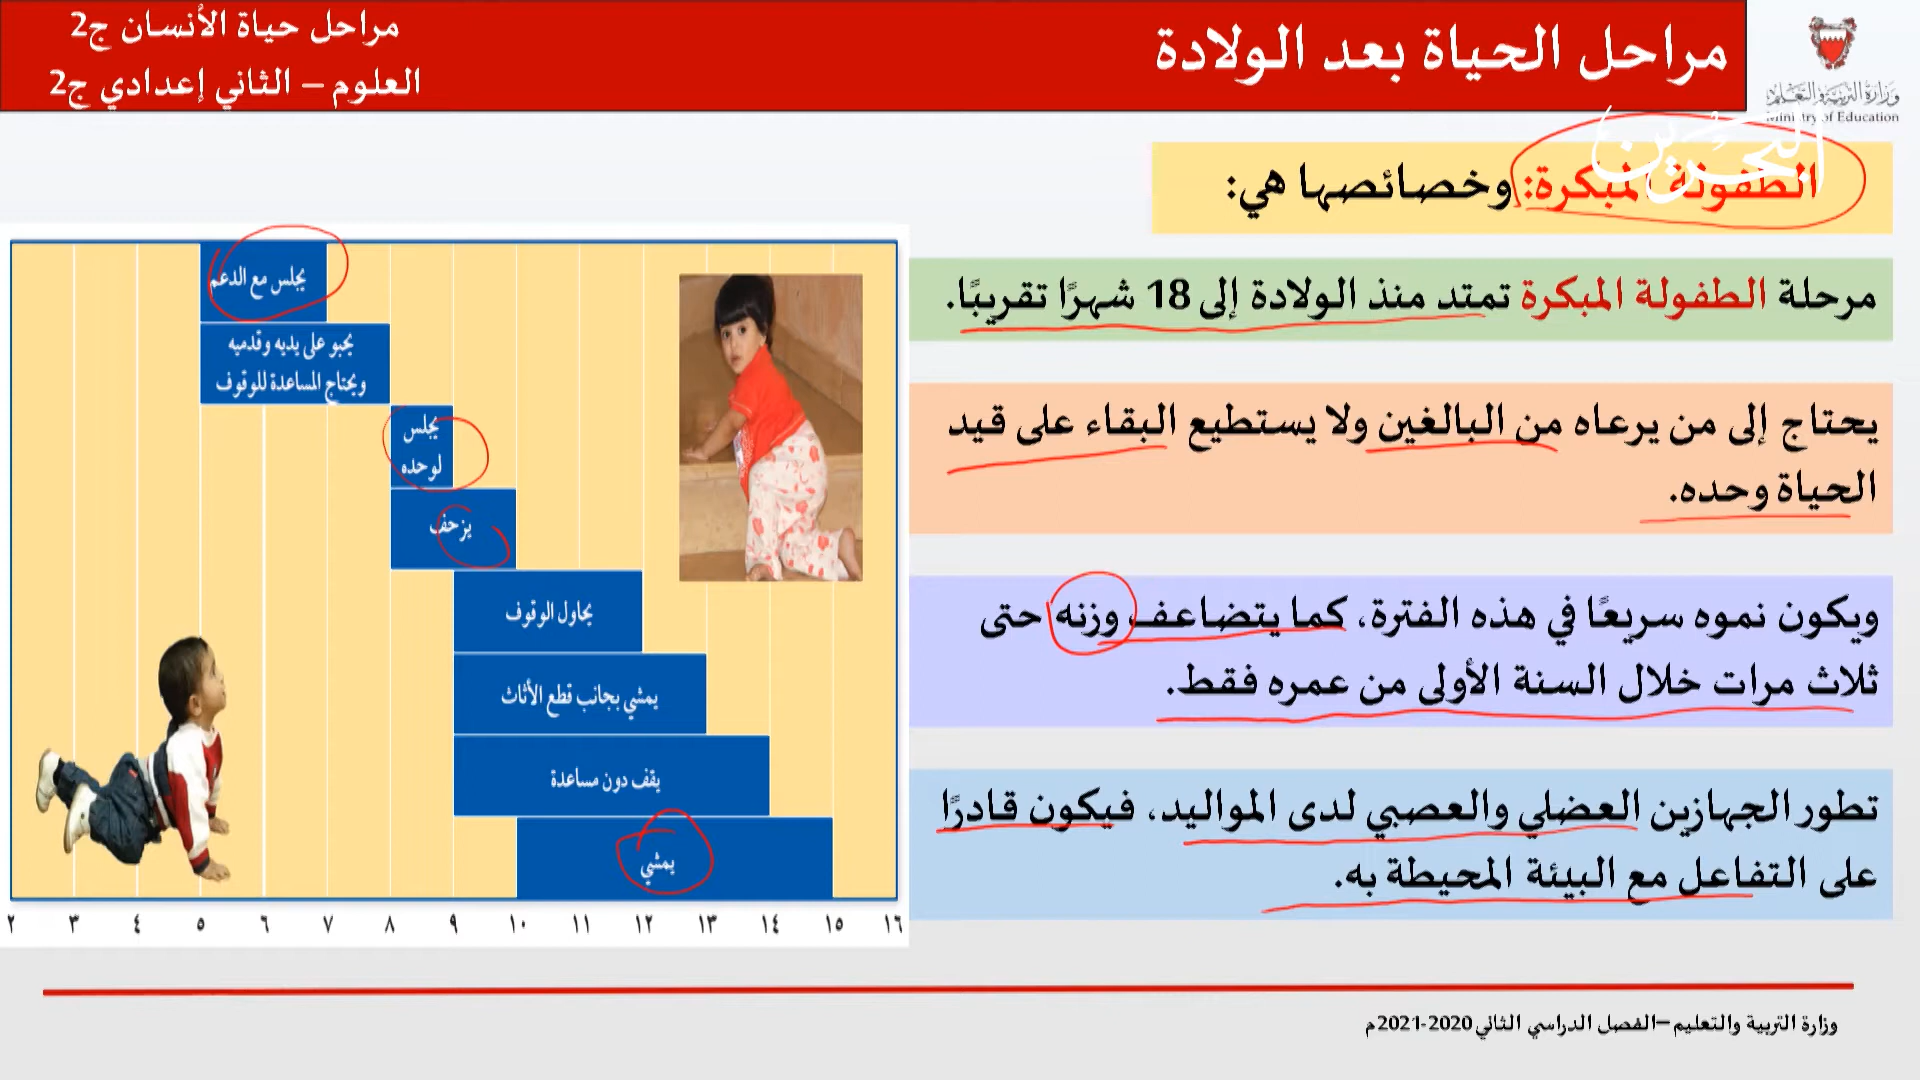 مراحل الحياة بعد الولادة
مراحل حياة الأنسان ج2
العلوم – الثاني إعدادي ج2
وزارة التربية والتعليم
Ministry of Education
البحرين
الطفولة المبكرة: وخصائصها هي:
مرحلة الطفولة المبكرة تمتد منذ الولادة إلى 18 شهرًا تقريبًا.
يحتاج إلى من يرعاه من البالغين ولا يستطيع البقاء على قيد
الحياة وحده.
ويكون نموه سريعًا في هذه الفترة، كما يتضاعف وزنه حتى
ثلاث مرات خلال السنة الأولى من عمره فقط.
تطور الجهازين العضلي والعصبي لدى المواليد، فيكون قادرًا
على التفاعل مع البيئة المحيطة به.
يجلس مع الدعم
يحبو على يديه وقدميه
ويحتاج المساعدة للوقوف
يجلس
لوحده
يزحف
يحاول الوقوف
يمشي بجانب قطع الأثاث
يقف دون مساعدة
يمشي
٢ ٣ ٤ ٥ ٦ ٧ ٨ ٩ ١٠ ١١ ١٢ ١٣ ١٤ ١٥ ١٦
وزارة التربية والتعليم –الفصل الدراسي الثاني 2020-2021م